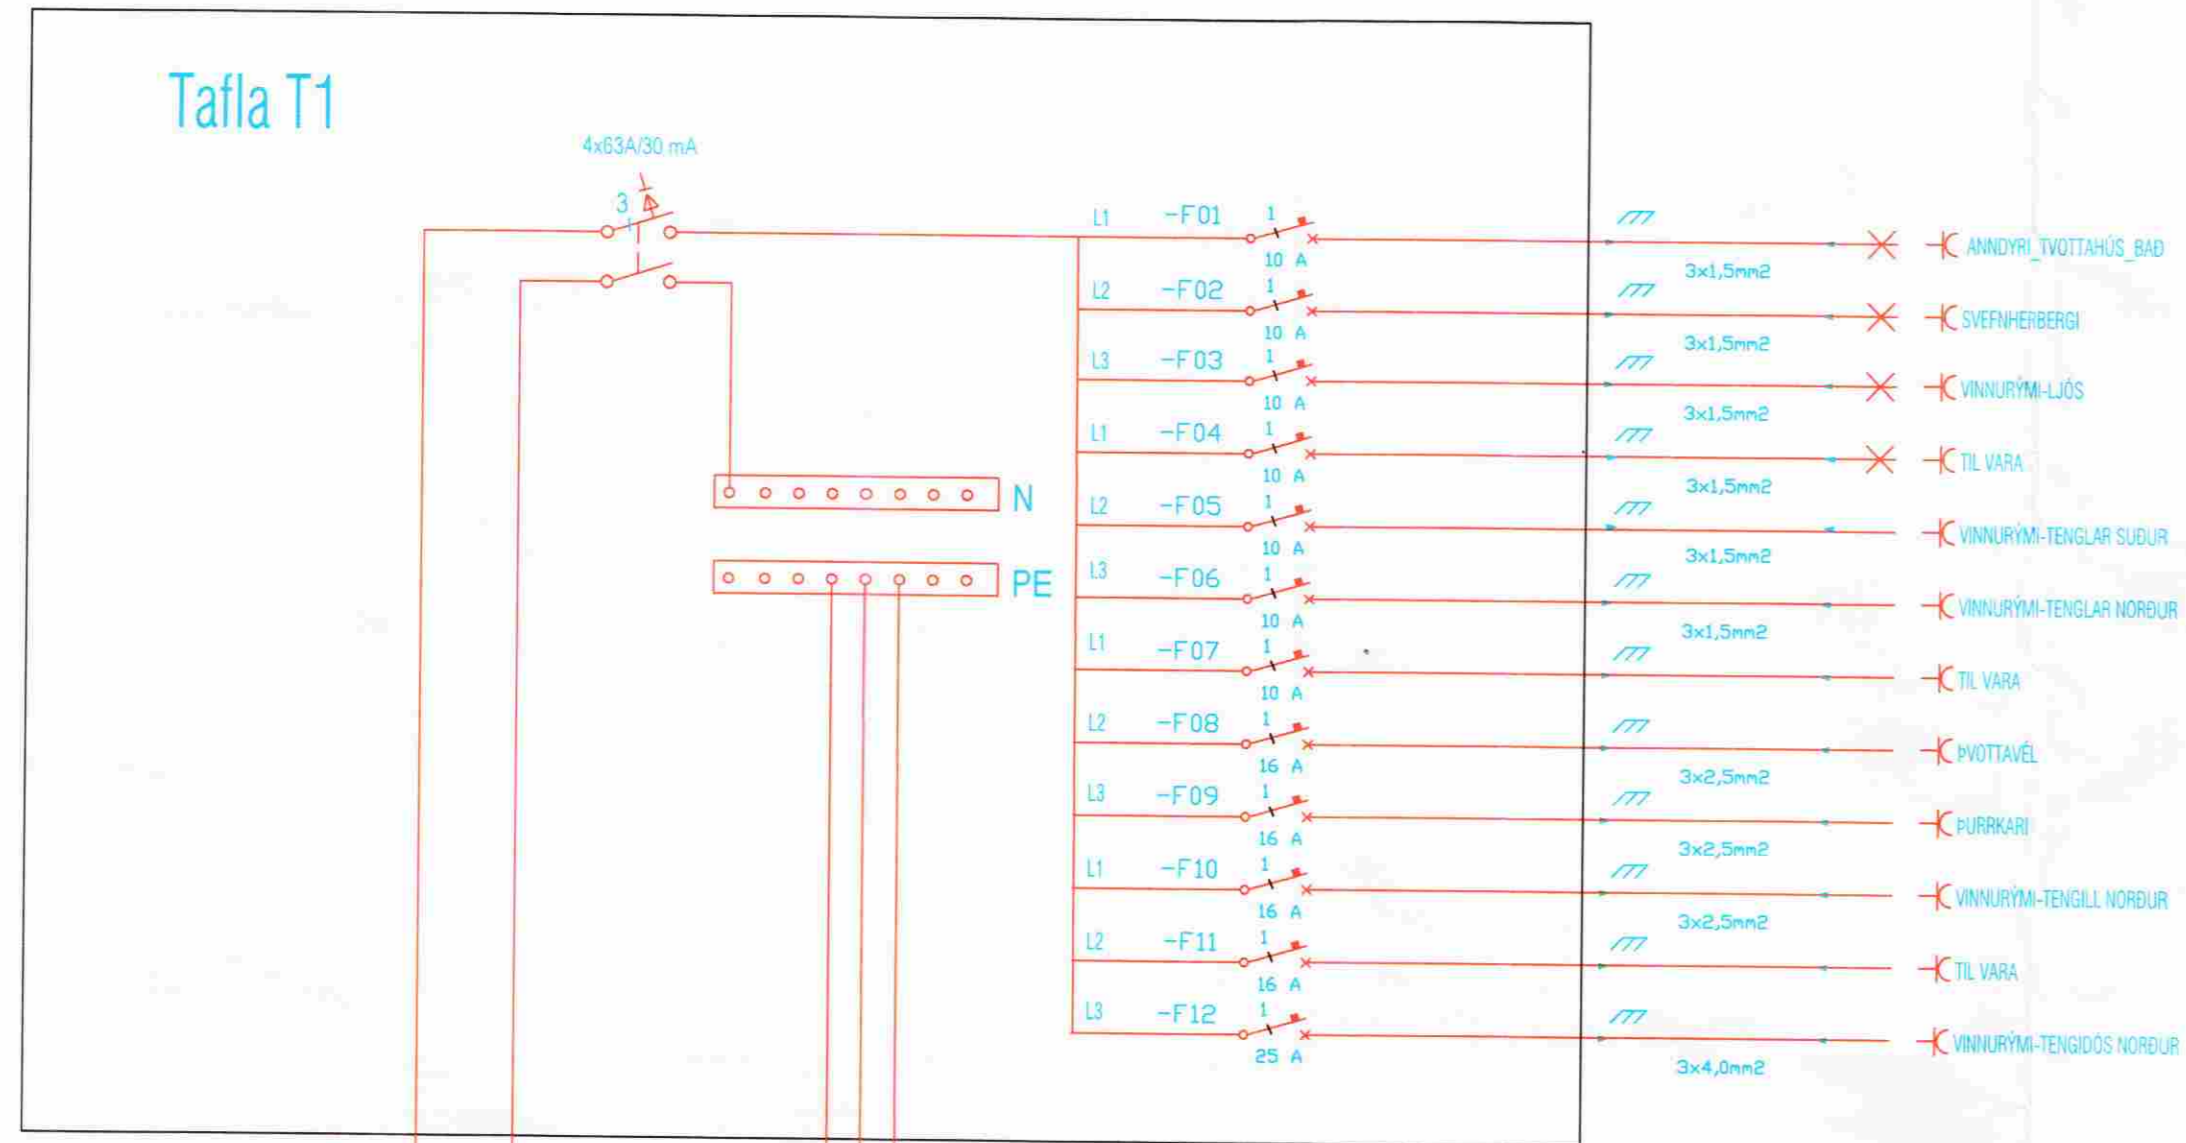 Tafla T1
4x63A/30 mA
3
L1 -F01 1 10 A 3x1,5mm2 ANNDYRI_TVOTTAHÚS_BAÐ
L2 -F02 1 10 A 3x1,5mm2 SVEFNHERBERGI
L3 -F03 1 10 A 3x1,5mm2 VINNURÝMI-LJÓS
L1 -F04 1 10 A 3x1,5mm2 TIL VARA
N
L2 -F05 1 10 A 3x1,5mm2 VINNURÝMI-TENGLAR SUÐUR
PE
L3 -F06 1 10 A 3x1,5mm2 VINNURÝMI-TENGLAR NORÐUR
L1 -F07 1 10 A TIL VARA
L2 -F08 1 16 A 3x2,5mm2 ÞVOTTAVÉL
L3 -F09 1 16 A 3x2,5mm2 ÞURRKARI
L1 -F10 1 16 A 3x2,5mm2 VINNURÝMI-TENGILL NORÐUR
L2 -F11 1 16 A TIL VARA
L3 -F12 1 25 A 3x4,0mm2 VINNURÝMI-TENGIDÓS NORÐUR